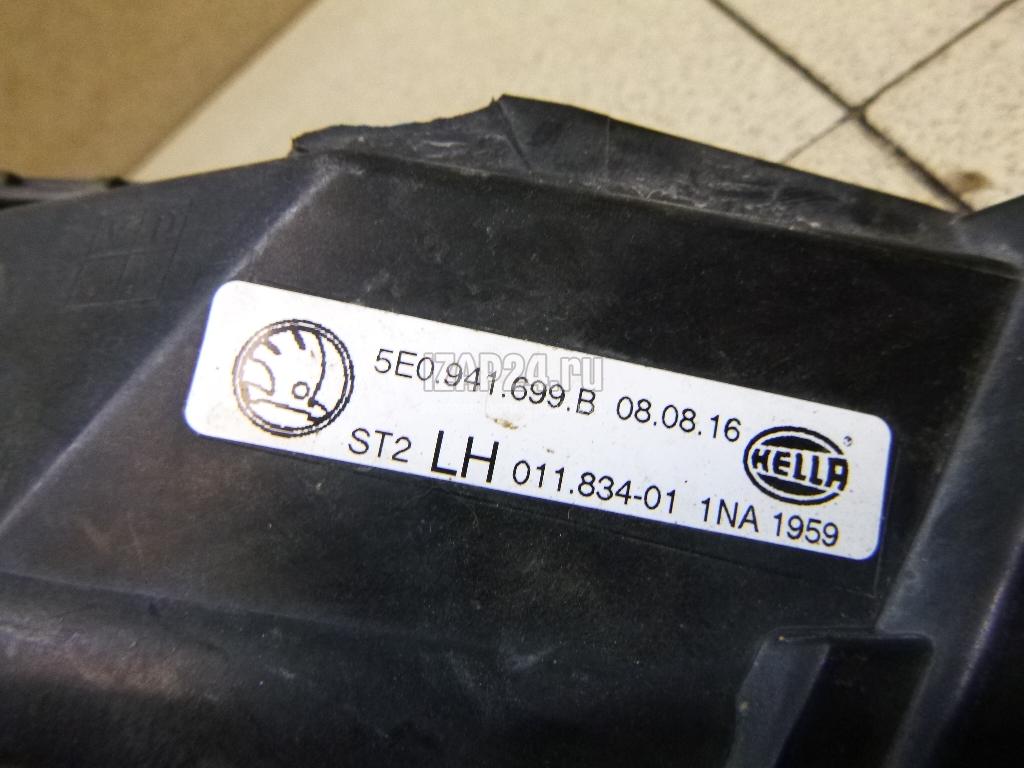 5E0.941.699.B 08.08.16
IZAP24.ru
HELLA ®
ST2 LH 011.834-01 1NA 1959